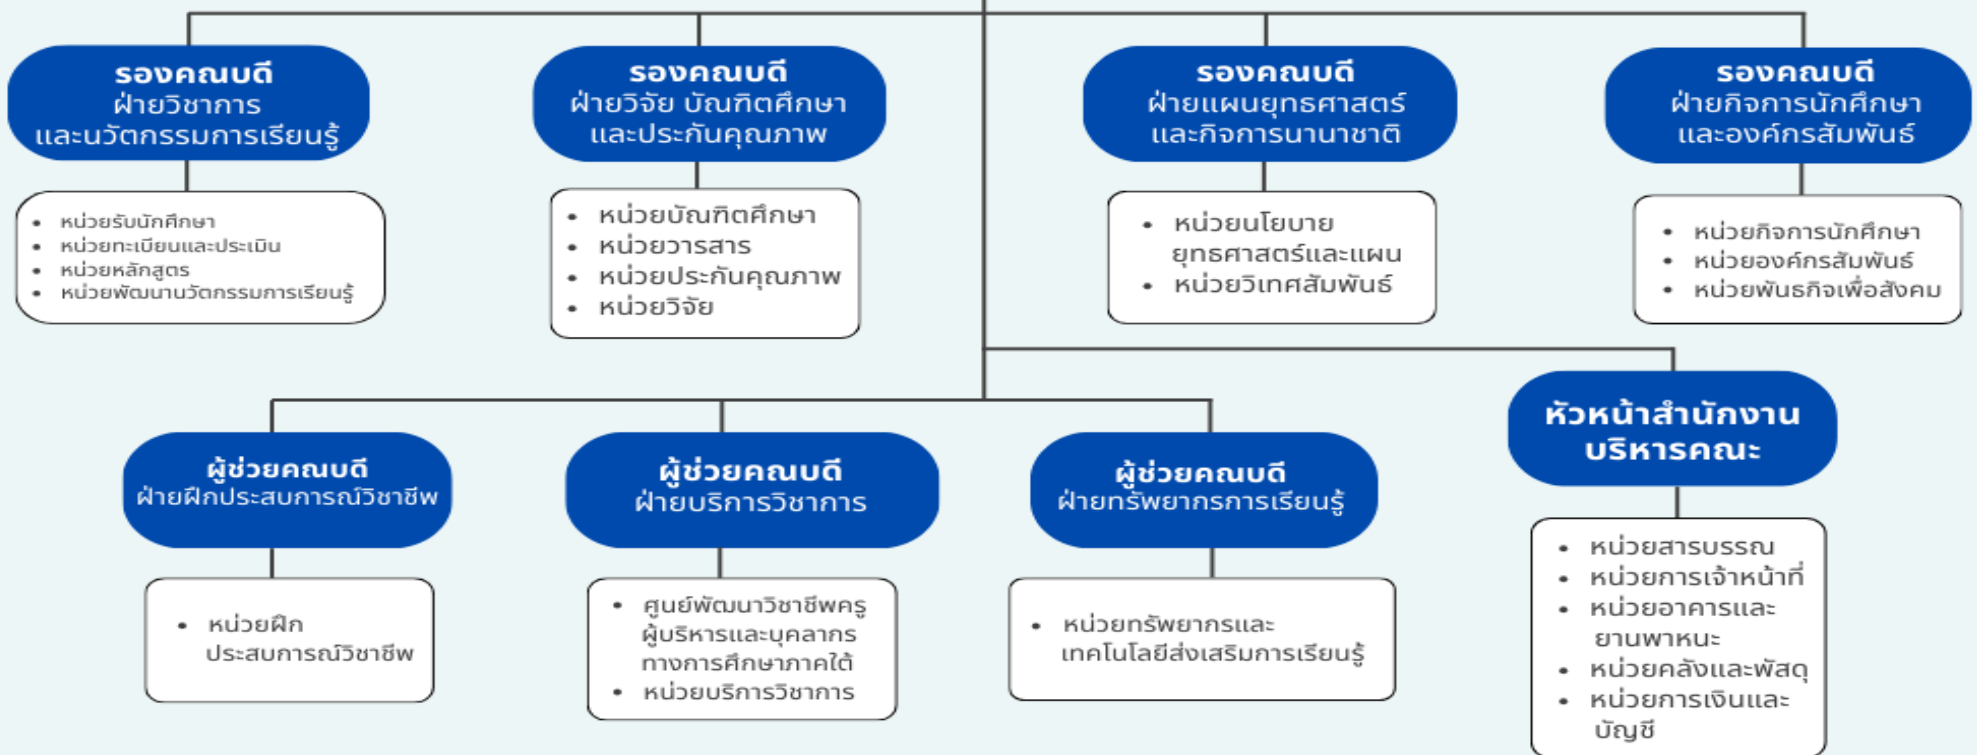 รองคณบดี
ฝ่ายวิชาการ
และนวัตกรรมการเรียนรู้
• หน่วยรับนักศึกษา
• หน่วยทะเบียนและประเมิน
• หน่วยหลักสูตร
• หน่วยพัฒนานวัตกรรมการเรียนรู้
รองคณบดี
ฝ่ายวิจัย บัณฑิตศึกษา
และประกันคุณภาพ
• หน่วยบัณฑิตศึกษา
• หน่วยวารสาร
• หน่วยประกันคุณภาพ
• หน่วยวิจัย
รองคณบดี
ฝ่ายแผนยุทธศาสตร์
และกิจการนานาชาติ
• หน่วยนโยบาย
ยุทธศาสตร์และแผน
• หน่วยวิเทศสัมพันธ์
รองคณบดี
ฝ่ายกิจการนักศึกษา
และองค์กรสัมพันธ์
• หน่วยกิจการนักศึกษา
• หน่วยองค์กรสัมพันธ์
• หน่วยพันธกิจเพื่อสังคม
ผู้ช่วยคณบดี
ฝ่ายฝึกประสบการณ์วิชาชีพ
• หน่วยฝึก
ประสบการณ์วิชาชีพ
ผู้ช่วยคณบดี
ฝ่ายบริการวิชาการ
• ศูนย์พัฒนาวิชาชีพครู
ผู้บริหารและบุคลากร
ทางการศึกษาภาคใต้
• หน่วยบริการวิชาการ
ผู้ช่วยคณบดี
ฝ่ายทรัพยากรการเรียนรู้
• หน่วยทรัพยากรและ
เทคโนโลยีส่งเสริมการเรียนรู้
หัวหน้าสำนักงาน
บริหารคณะ
• หน่วยสารบรรณ
• หน่วยการเจ้าหน้าที่
• หน่วยอาคารและ
ยานพาหนะ
• หน่วยคลังและพัสดุ
• หน่วยการเงินและ
บัญชี